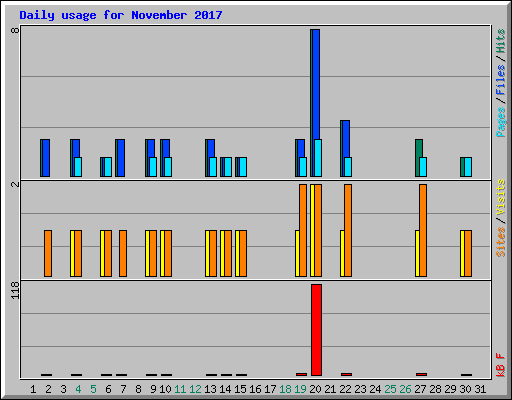 Daily usage for November 2017
8
2
118
Pages / Files / Hits
Sites / Visits
kB F
1 2 3 4 5 6 7 8 9 10 11 12 13 14 15 16 17 18 19 20 21 22 23 24 25 26 27 28 29 30 31